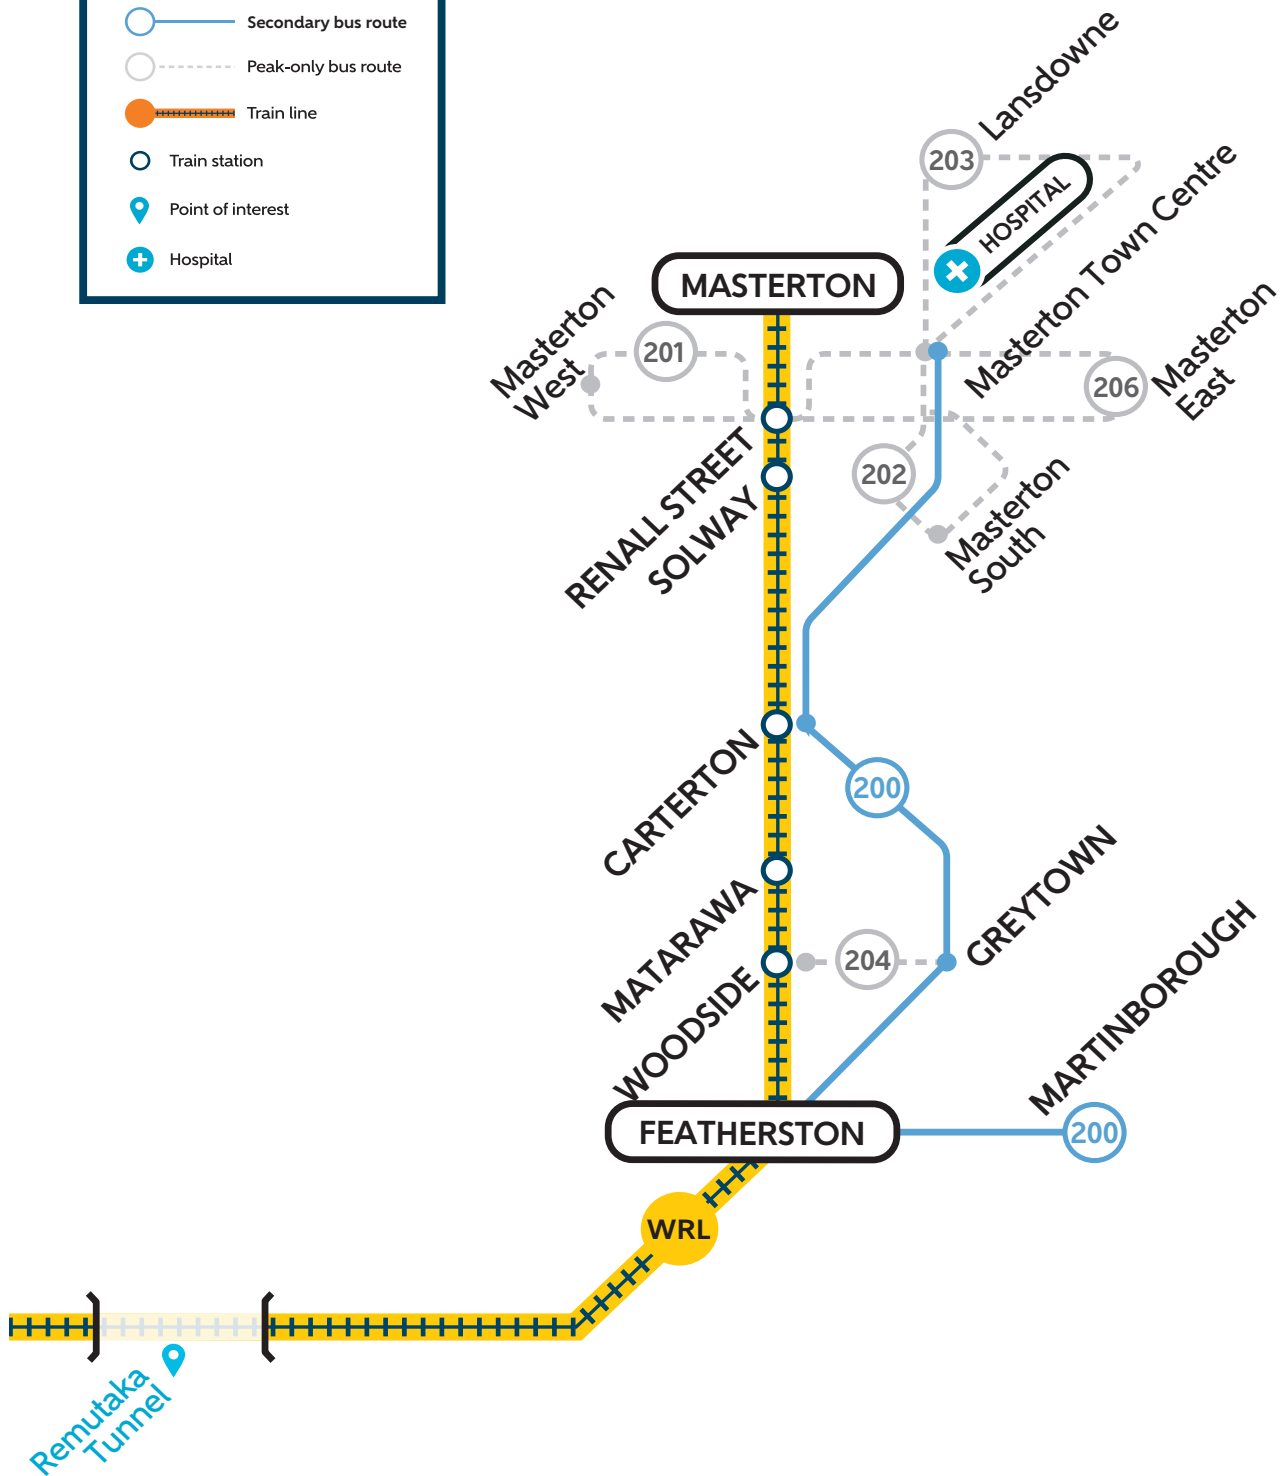 Secondary bus route
Peak-only bus route
Train line
Train station
Point of interest
Hospital
Lansdowne
203
HOSPITAL
Masterton Town Centre
MASTERTON
Masterton
West
201
206
Masterton
East
RENALL STREET
202
SOLWAY
Masterton
South
CARTERTON
200
MATARAWA
GREYTOWN
204
WOODSIDE
MARTINBOROUGH
FEATHERSTON
200
WRL
Remutaka
Tunnel